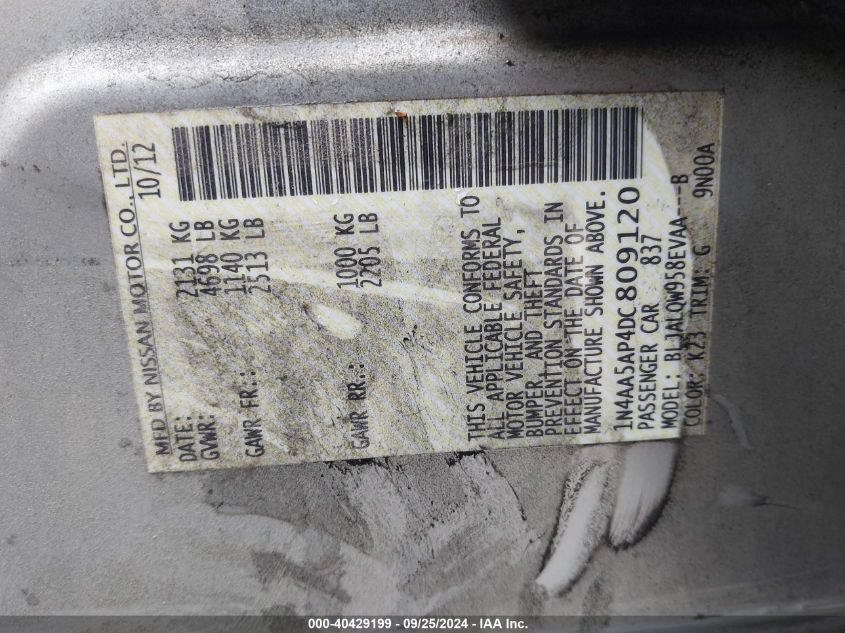 MFD BY NISSAN MOTOR CO., LTD.
DATE: 10/12
GVWR: 2131 KG
4698 LB
GAWR FR.: 1140 KG
2513 LB
GAWR RR.: 1000 KG
2205 LB
THIS VEHICLE CONFORMS TO
ALL APPLICABLE FEDERAL
MOTOR VEHICLE SAFETY,
BUMPER, AND THEFT
PREVENTION STANDARDS IN
EFFECT ON THE DATE OF
MANUFACTURE SHOWN ABOVE.
1N4AA5AP4DC809120
PASSENGER CAR 837
MODEL: BLJALQW958EVAA---B
COLOR: K23 TRIM: G 9N00A
000-40429199 - 09/25/2024 - IAA Inc.